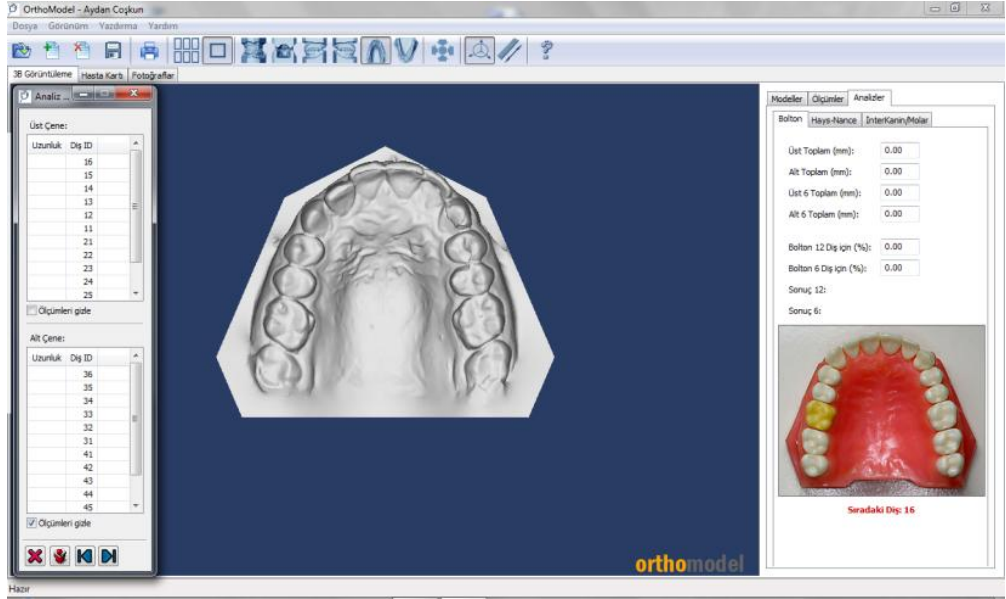 OrthoModel - Aydan Coşkun
Dosya Görünüm Yazdırma Yardım
3B Görüntüleme Hasta Kartı Fotoğraflar
Analiz ...
Üst Çene:
Uzunluk Diş ID
16
15
14
13
12
11
21
22
23
24
25
Ölçümleri gizle
Alt Çene:
Uzunluk Diş ID
36
35
34
33
32
31
41
42
43
44
45
Ölçümleri gizle
orthomodel
Modeller Ölçümler Analizler
Bolton Hays-Nance İnterKanin/Molar
Üst Toplam (mm): 0.00
Alt Toplam (mm): 0.00
Üst 6 Toplam (mm): 0.00
Alt 6 Toplam (mm): 0.00
Bolton 12 Diş için (%): 0.00
Bolton 6 Diş için (%): 0.00
Sonuç 12:
Sonuç 6:
Sıradaki Diş: 16
Hazır